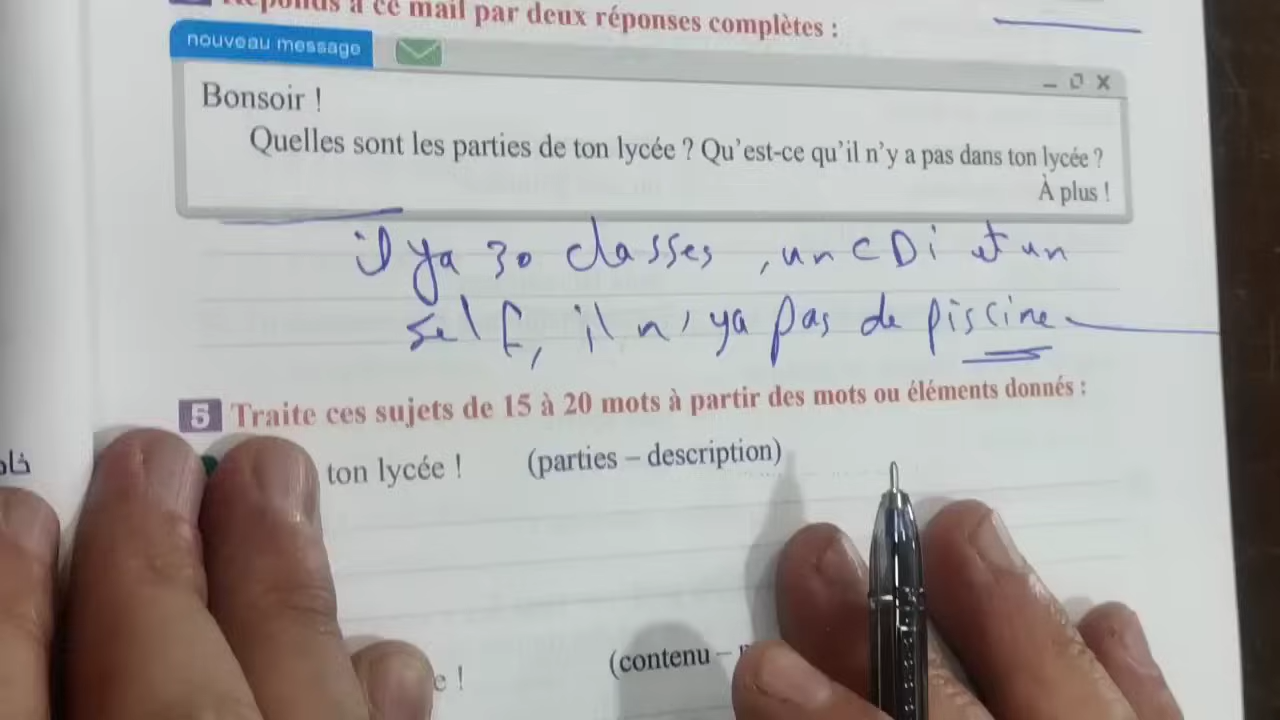 Réponds à ce mail par deux réponses complètes :
nouveau message
Bonsoir !
Quelles sont les parties de ton lycée ? Qu'est-ce qu'il n'y a pas dans ton lycée ?
À plus !
il ya 30 classes, un CDi et un
self, il n'ya pas de piscine
5 Traite ces sujets de 15 à 20 mots à partir des mots ou éléments donnés :
ton lycée ! (parties – description)
e ! (contenu –